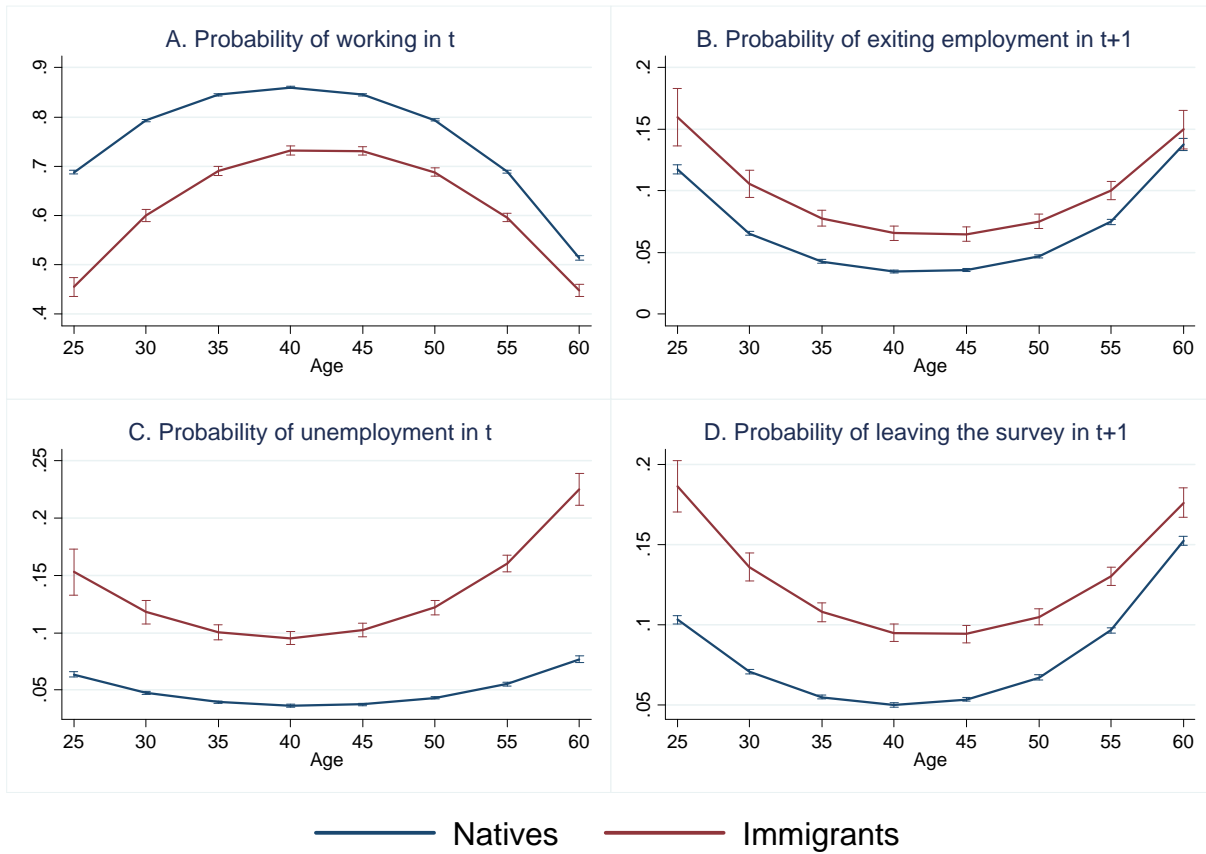 A. Probability of working in t
.9
.8
.7
.6
.5
.4
25 30 35 40 45 50 55 60
Age
B. Probability of exiting employment in t+1
.2
.15
.1
.05
0
25 30 35 40 45 50 55 60
Age
C. Probability of unemployment in t
.25
.2
.15
.1
.05
25 30 35 40 45 50 55 60
Age
D. Probability of leaving the survey in t+1
.2
.15
.1
.05
25 30 35 40 45 50 55 60
Age
Natives Immigrants